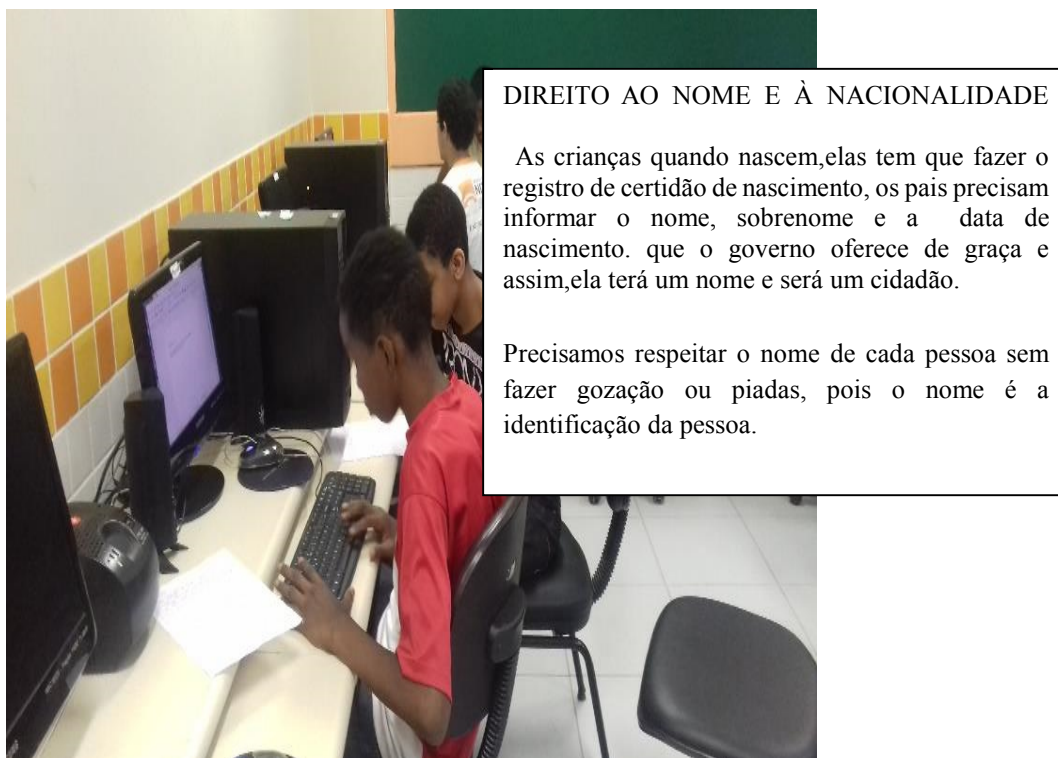 DIREITO AO NOME E À NACIONALIDADE
As crianças quando nascem,elas tem que fazer o
registro de certidão de nascimento, os pais precisam
informar o nome, sobrenome e a data de
nascimento. que o governo oferece de graça e
assim,ela terá um nome e será um cidadão.
Precisamos respeitar o nome de cada pessoa sem
fazer gozação ou piadas, pois o nome é a
identificação da pessoa.